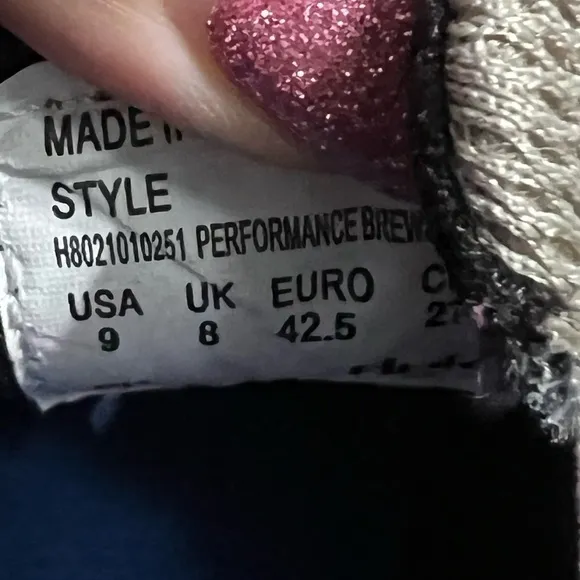 MADE
STYLE
H8021010251 PERFORMANCE BREW
USA UK EURO
9 8 42.5